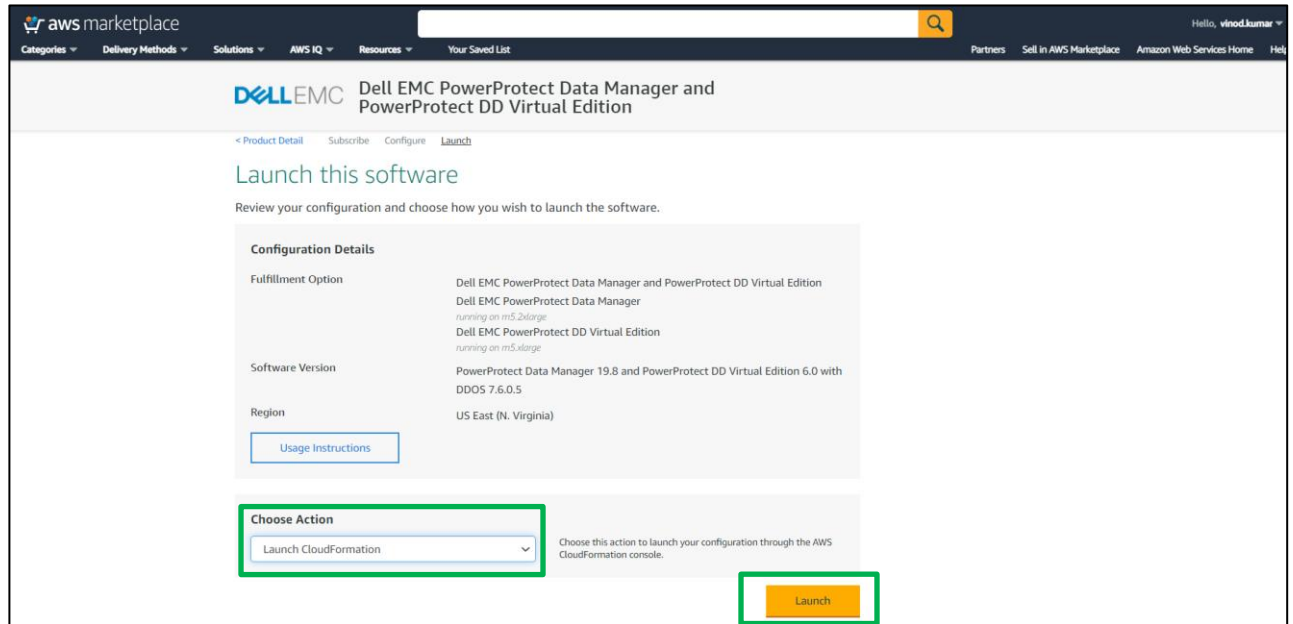 aws marketplace
Hello, vinod.kumar
Categories Delivery Methods Solutions AWS IQ Resources Your Saved List Partners Sell in AWS Marketplace Amazon Web Services Home
DELLEMC
Dell EMC PowerProtect Data Manager and
PowerProtect DD Virtual Edition
< Product Detail Subscribe Configure Launch
Launch this software
Review your configuration and choose how you wish to launch the software.
Configuration Details
Fulfillment Option
Dell EMC PowerProtect Data Manager and PowerProtect DD Virtual Edition
Dell EMC PowerProtect Data Manager
running on m5.2xlarge
Dell EMC PowerProtect DD Virtual Edition
running on m5.xlarge
Software Version
PowerProtect Data Manager 19.8 and PowerProtect DD Virtual Edition 6.0 with
DDOS 7.6.0.5
Region
US East (N. Virginia)
Usage Instructions
Choose Action
Launch CloudFormation
Choose this action to launch your configuration through the AWS
CloudFormation console.
Launch